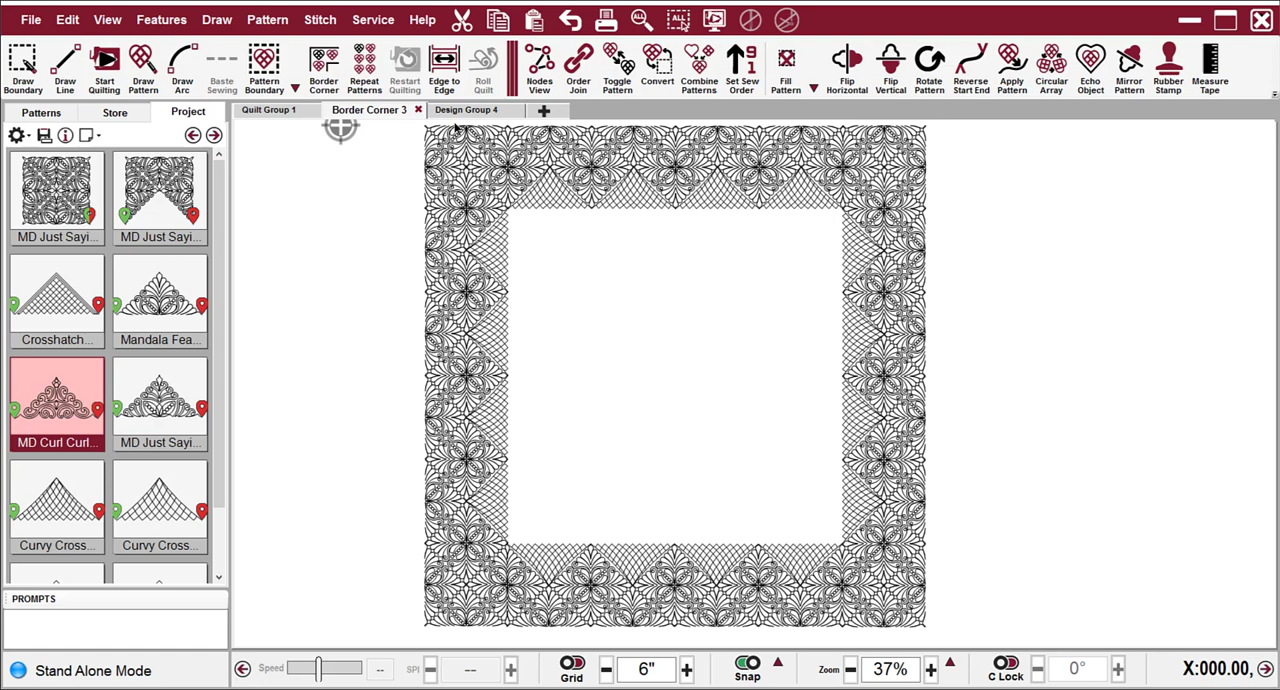 File Edit View Features Draw Pattern Stitch Service Help ALL ALL
Draw Boundary
Draw Line
Start Quilting
Draw Pattern
Draw Arc
Baste Sewing
Pattern Boundary
Border Corner
Repeat Patterns
Restart Quilting
Edge to Edge
Roll Quilt
Nodes View
Order Join
Toggle Pattern
Convert
Combine Patterns
9 1 Set Sew Order
Fill Pattern
Flip Horizontal
Flip Vertical
Rotate Pattern
Reverse Start End
Apply Pattern
Circular Array
Echo Object
Mirror Pattern
Rubber Stamp
Measure Tape
Patterns Store Project
Quilt Group 1 Border Corner 3 Design Group 4
MD Just Sayi... MD Just Sayi...
Crosshatch... Mandala Fea...
MD Curl Curl... MD Just Sayi...
Curvy Cross... Curvy Cross...
PROMPTS
Stand Alone Mode
Speed -- SPI -- Grid 6" Snap Zoom 37% C Lock 0° X:000.00,